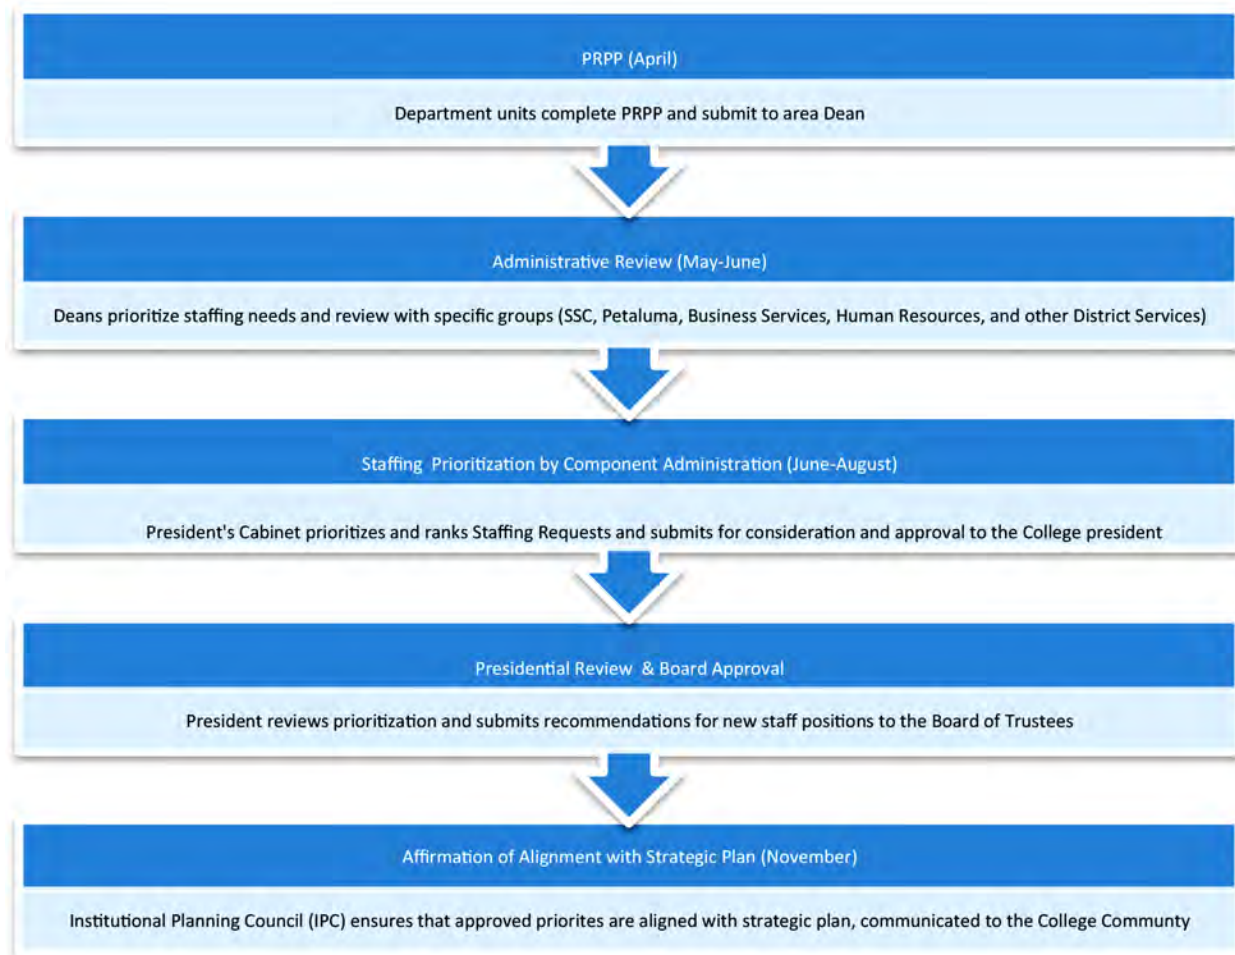 PRPP (April)
Department units complete PRPP and submit to area Dean
Administrative Review (May-June)
Deans prioritize staffing needs and review with specific groups (SSC, Petaluma, Business Services, Human Resources, and other District Services)
Staffing  Prioritization by Component Administration (June-August)
President's Cabinet prioritizes and ranks Staffing Requests and submits for consideration and approval to the College president
Presidential Review  & Board Approval
President reviews prioritization and submits recommendations for new staff positions to the Board of Trustees
Affirmation of Alignment with Strategic Plan (November)
Institutional Planning Council (IPC) ensures that approved priorites are aligned with strategic plan, communicated to the College Communty